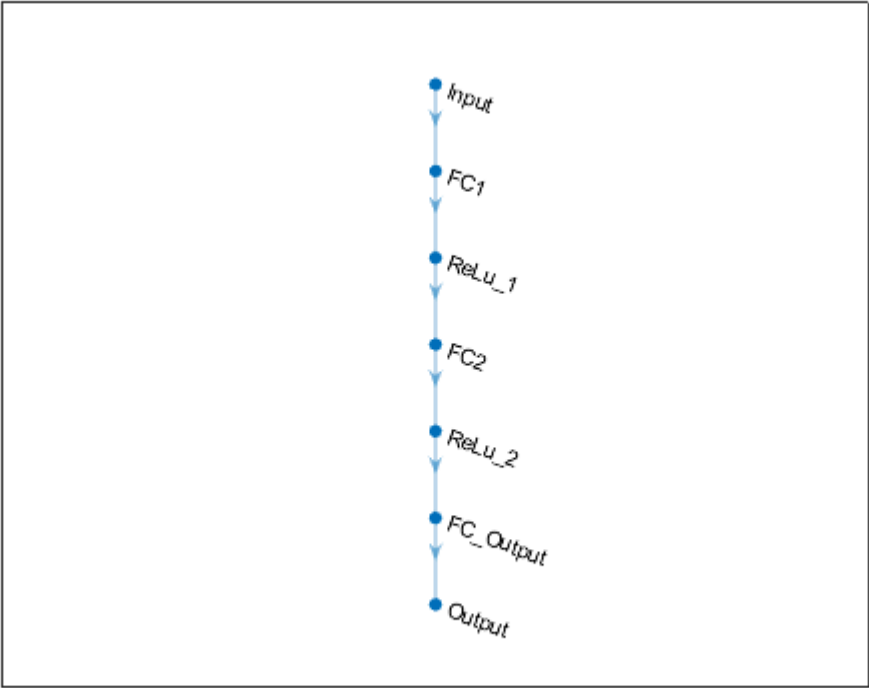 Input
FC1
ReLu_1
FC2
ReLu_2
FC_Output
Output